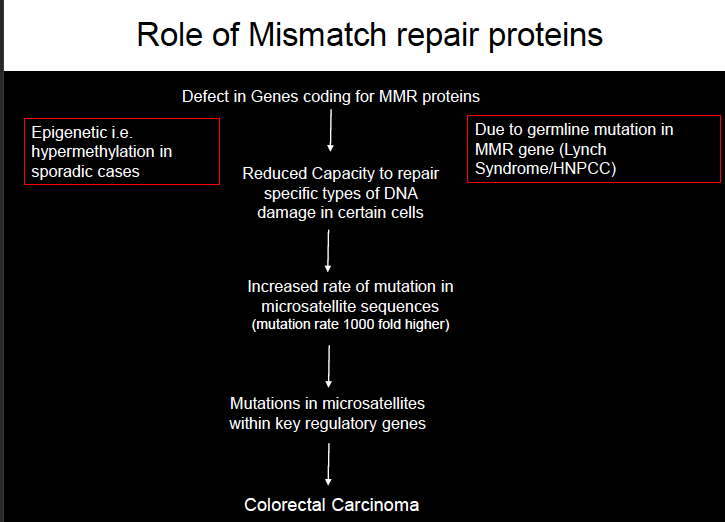 Role of Mismatch repair proteins
Defect in Genes coding for MMR proteins
Epigenetic i.e.
hypermethylation in
sporadic cases
Due to germline mutation in
MMR gene (Lynch
Syndrome/HNPCC)
Reduced Capacity to repair
specific types of DNA
damage in certain cells
Increased rate of mutation in
microsatellite sequences
(mutation rate 1000 fold higher)
Mutations in microsatellites
within key regulatory genes
Colorectal Carcinoma